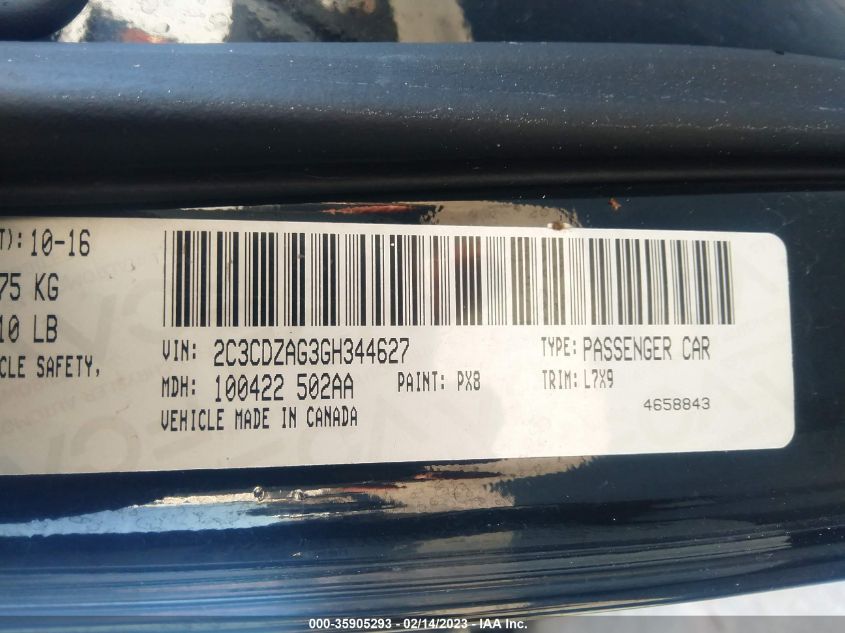 T): 10-16
75 KG
10 LB
CLE SAFETY,
VIN: 2C3CDZAG3GH344627
TYPE: PASSENGER CAR
MDH: 100422 502AA
PAINT: PX8
TRIM: L7X9
VEHICLE MADE IN CANADA
4658843
000-35905293 - 02/14/2023 - IAA Inc.